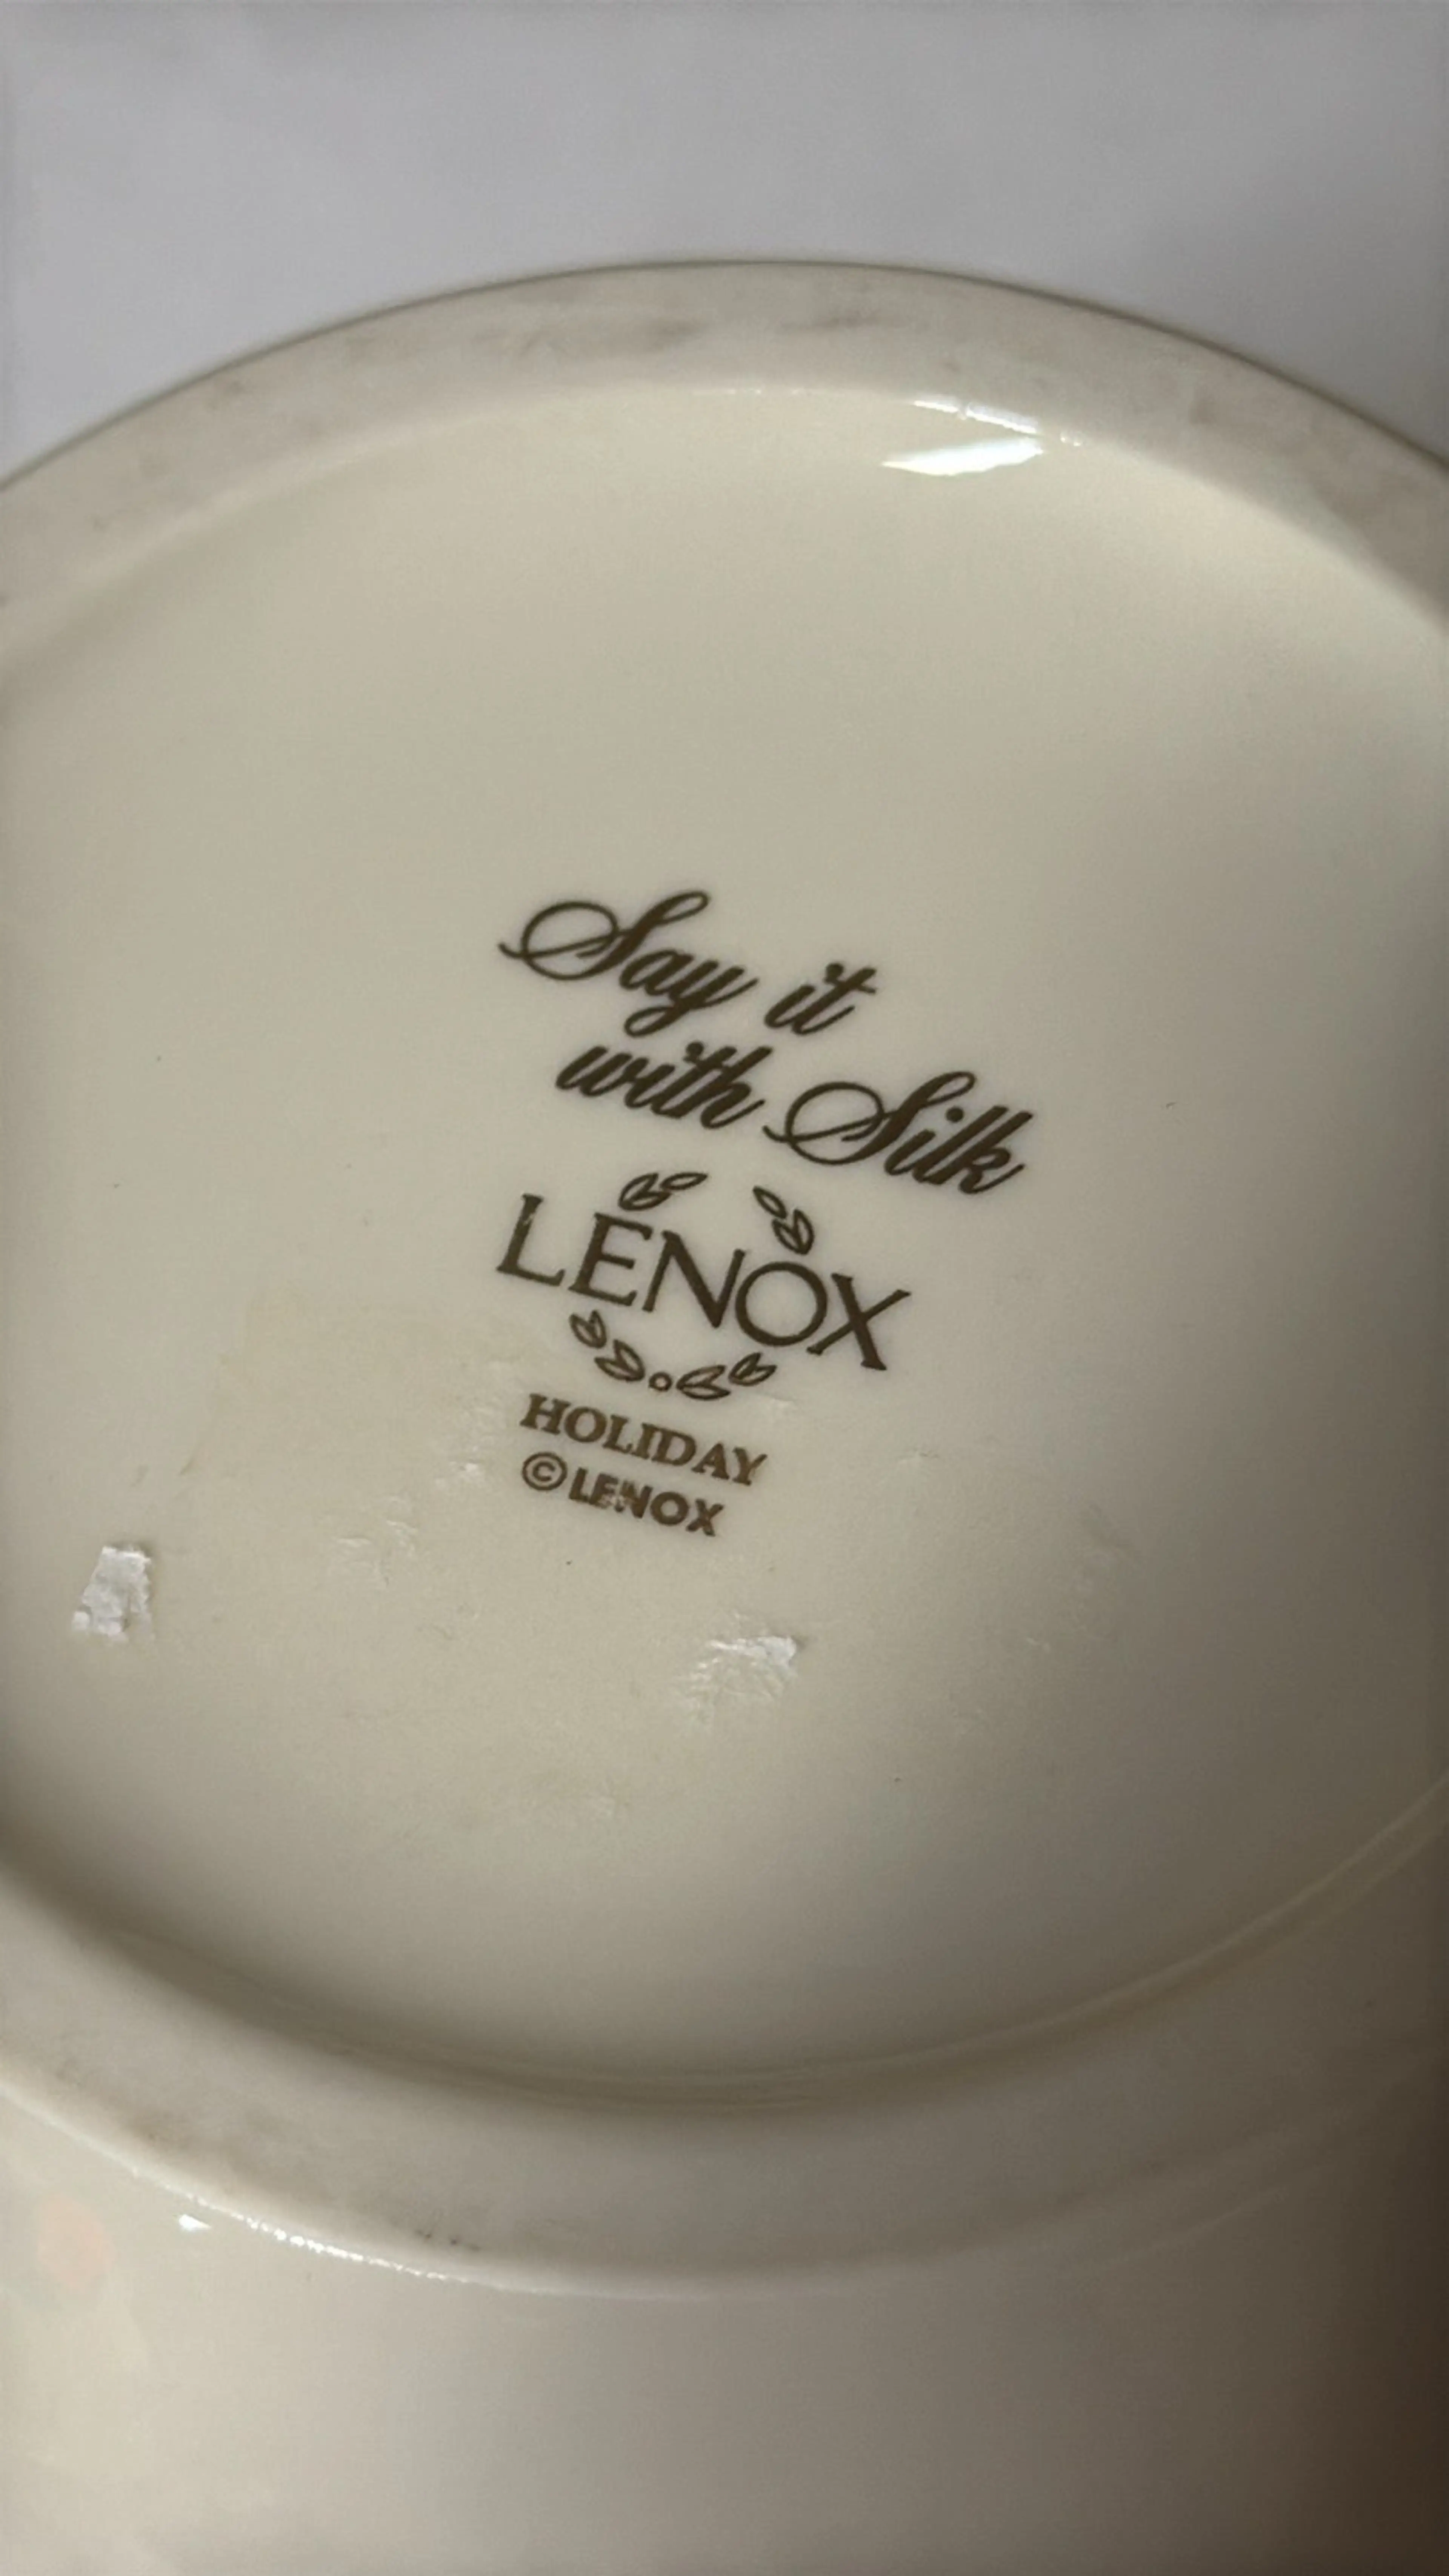 Say it
with Silk
LENOX
HOLIDAY
©LENOX